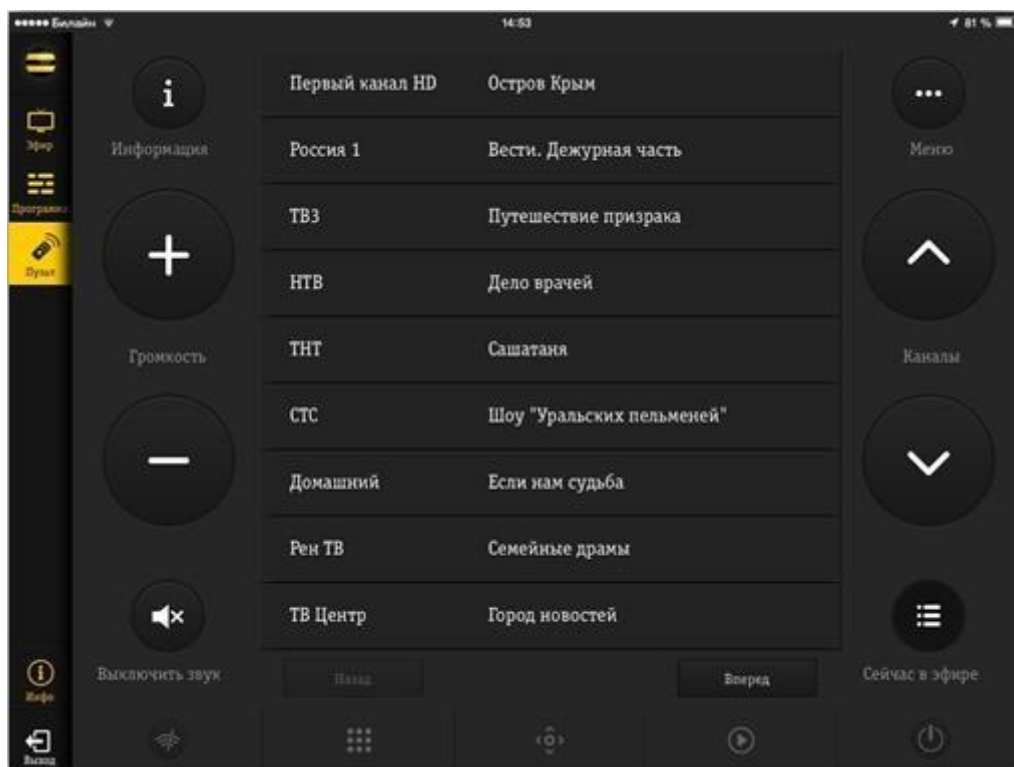 Билайн
14:53
81 %
Эфир
Программа
Пульт
Инфо
Выход
Информация
Громкость
Выключить звук
Первый канал HD Остров Крым
Россия 1 Вести. Дежурная часть
ТВ3 Путешествие призрака
НТВ Дело врачей
ТНТ Сашатаня
СТС Шоу "Уральских пельменей"
Домашний Если нам судьба
Рен ТВ Семейные драмы
ТВ Центр Город новостей
Назад
Вперед
Меню
Каналы
Сейчас в эфире